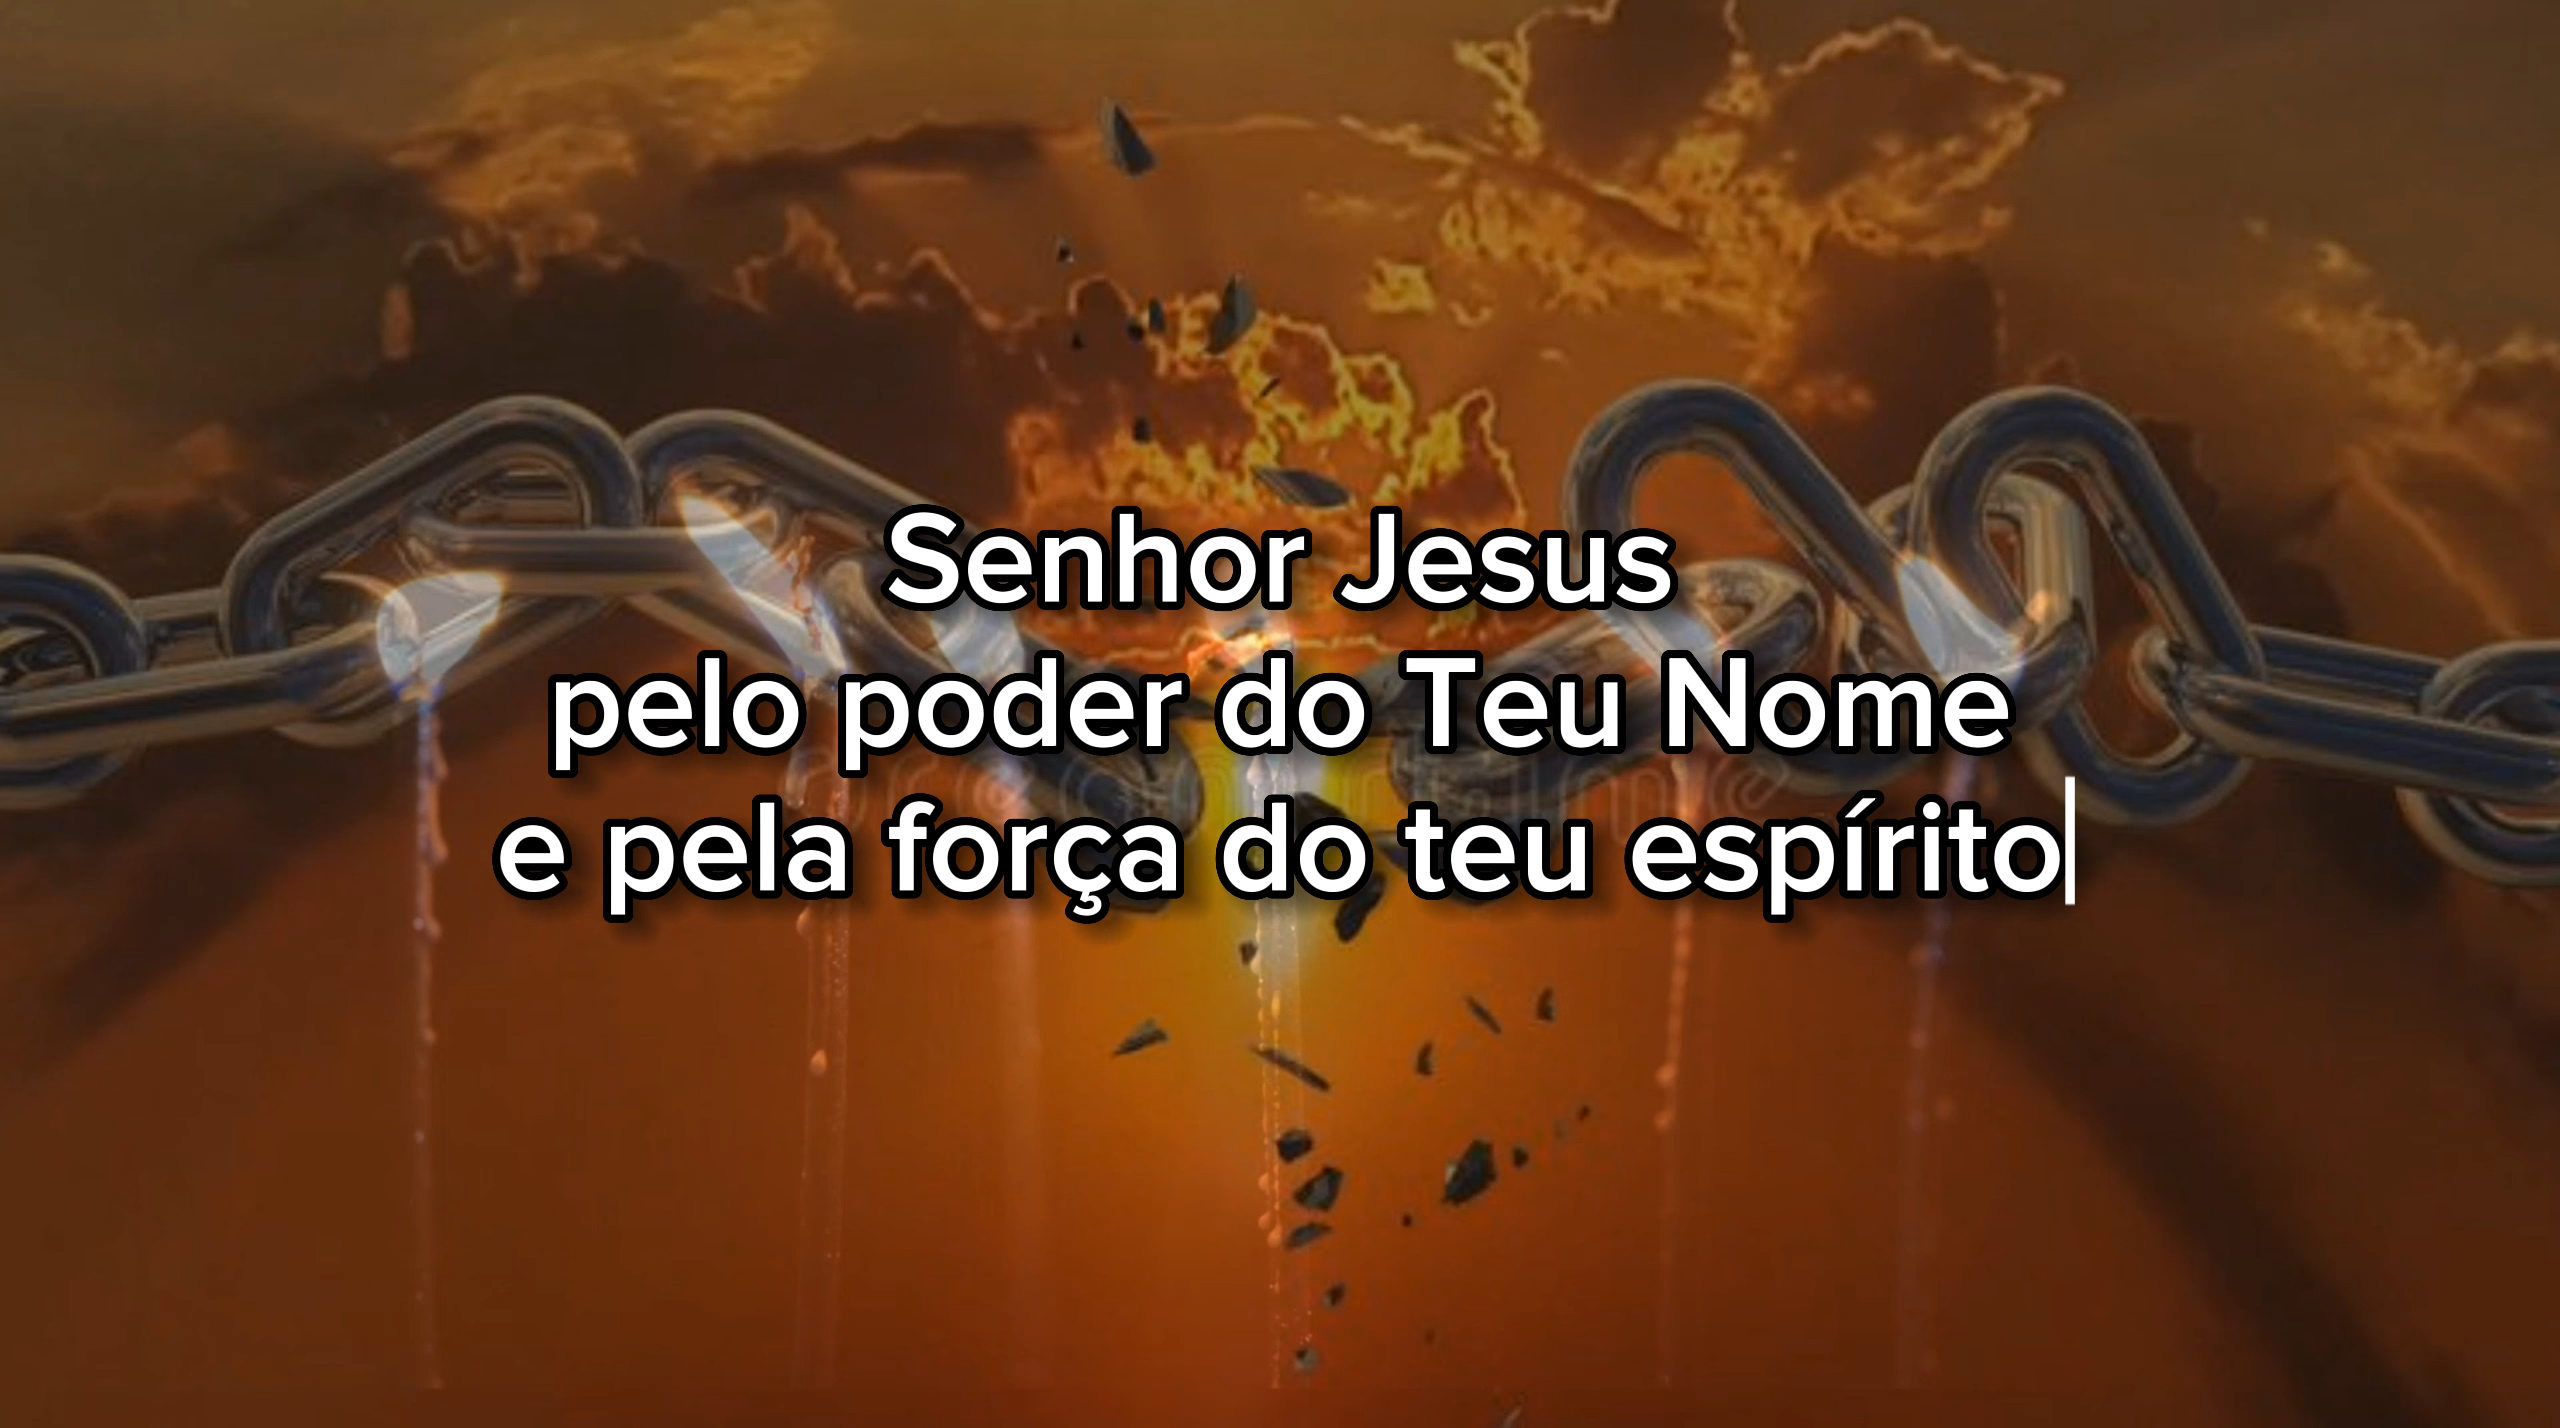 Senhor Jesus
pelo poder do Teu Nome
e pela força do teu espírito